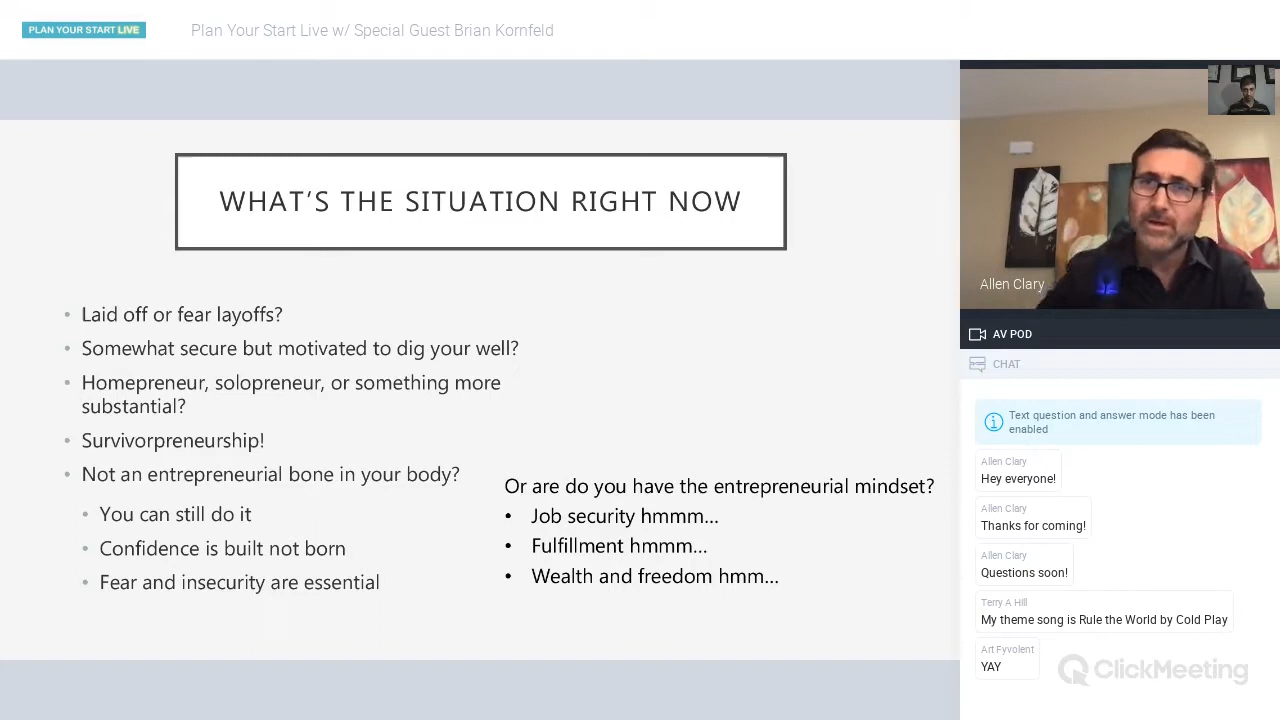 PLAN YOUR START LIVE
Plan Your Start Live w/ Special Guest Brian Kornfeld
WHAT’S THE SITUATION RIGHT NOW
• Laid off or fear layoffs?
• Somewhat secure but motivated to dig your well?
• Homepreneur, solopreneur, or something more
substantial?
• Survivorpreneurship!
• Not an entrepreneurial bone in your body?
• You can still do it
• Confidence is built not born
• Fear and insecurity are essential
Or are do you have the entrepreneurial mindset?
• Job security hmmm...
• Fulfillment hmmm...
• Wealth and freedom hmm...
Allen Clary
AV POD
CHAT
Text question and answer mode has been
enabled
Allen Clary
Hey everyone!
Allen Clary
Thanks for coming!
Allen Clary
Questions soon!
Terry A Hill
My theme song is Rule the World by Cold Play
Art Fyvolent
YAY
ClickMeeting